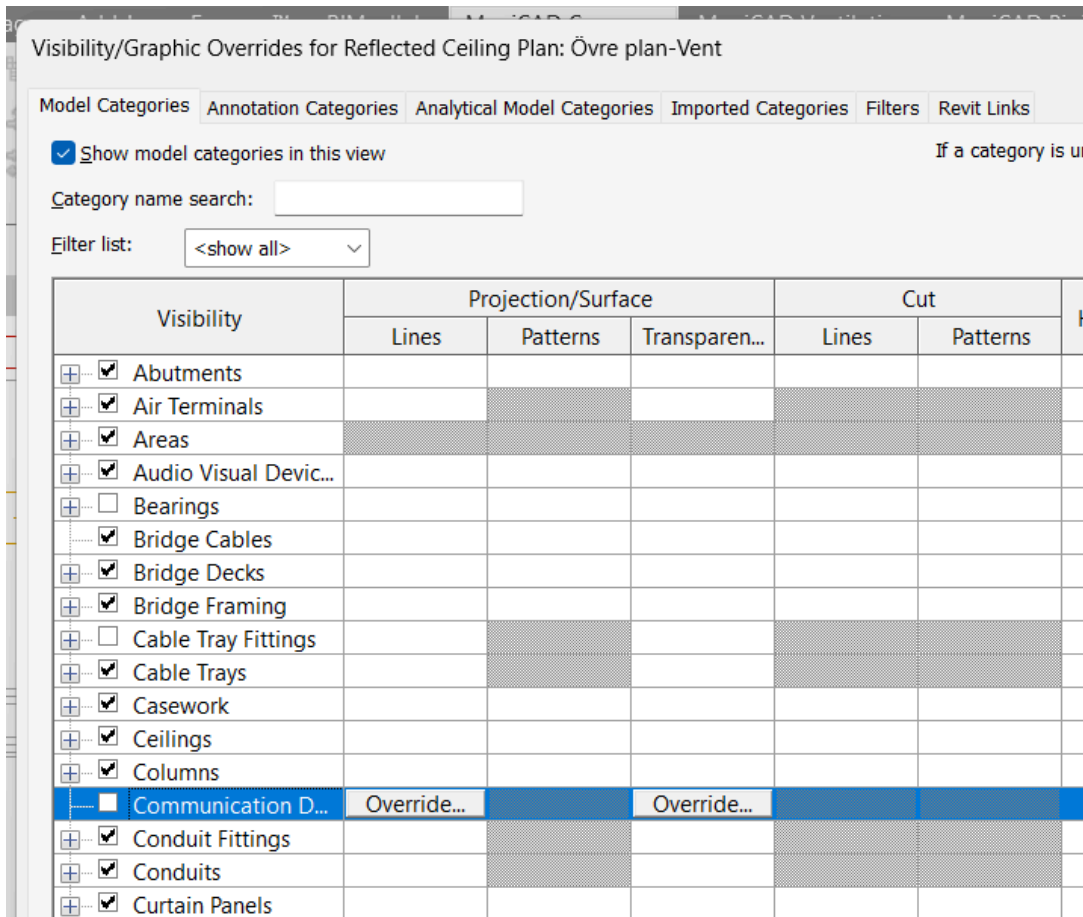 Visibility/Graphic Overrides for Reflected Ceiling Plan: Övre plan-Vent
Model Categories Annotation Categories Analytical Model Categories Imported Categories Filters Revit Links
Show model categories in this view
If a category is
Category name search:
Filter list: <show all>
Visibility Projection/Surface Cut
Lines Patterns Transparen... Lines Patterns
Abutments
Air Terminals
Areas
Audio Visual Devic...
Bearings
Bridge Cables
Bridge Decks
Bridge Framing
Cable Tray Fittings
Cable Trays
Casework
Ceilings
Columns
Communication D... Override... Override...
Conduit Fittings
Conduits
Curtain Panels